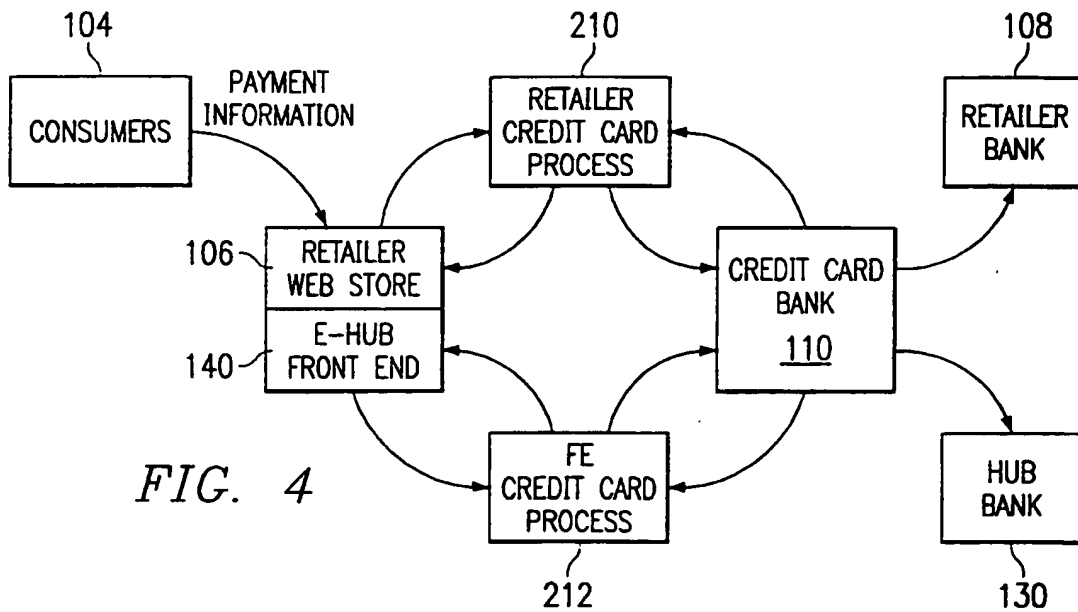 104
210
108
PAYMENT
INFORMATION
CONSUMERS
RETAILER
CREDIT CARD
PROCESS
RETAILER
BANK
106
RETAILER
WEB STORE
CREDIT CARD
BANK
110
140
E-HUB
FRONT END
FIG. 4
FE
CREDIT CARD
PROCESS
HUB
BANK
212
130